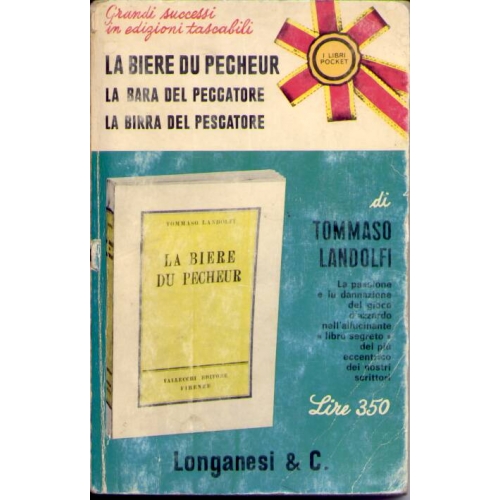 Grandi successi
in edizioni tascabili
LA BIERE DU PECHEUR
LA BARA DEL PECCATORE
LA BIRRA DEL PESCATORE
I LIBRI
POCKET
di
TOMMASO
LANDOLFI
La passione
e la dannazione
del gioco
d'azzardo
nell'allucinante
« libro segreto »
del più
eccentrico
dei nostri
scrittori
Lire 350
TOMMASO LANDOLFI
LA BIERE
DU PECHEUR
VALLECCHI EDITORE
FIRENZE
Longanesi & C.